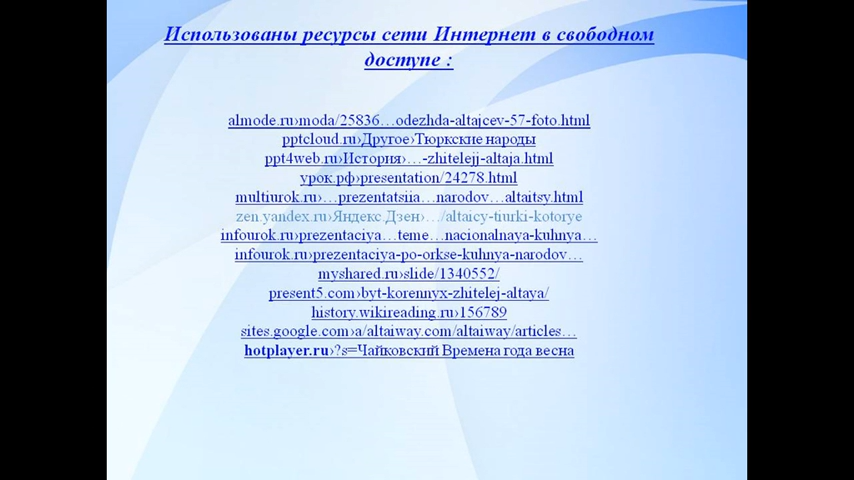 Использованы ресурсы сети Интернет в свободном
доступе :
almode.ru›moda/25836…odezhda-altajcev-57-foto.html
pptcloud.ru›Другое›Тюркские народы
ppt4web.ru›История›…-zhitelejj-altaja.html
урок.рф›presentation/24278.html
multiurok.ru›…prezentatsiia…narodov…altaitsy.html
zen.yandex.ru›Яндекс.Дзен›…/altaicy-tiurki-kotorye
infourok.ru›prezentaciya…teme…nacionalnaya-kuhnya…
infourok.ru›prezentaciya-po-orkse-kuhnya-narodov…
myshared.ru›slide/1340552/
present5.com›byt-korennyx-zhitelej-altaya/
history.wikireading.ru›156789
sites.google.com›a/altaiway.com/altaiway/articles…
hotplayer.ru›?s=Чайковский Времена года весна